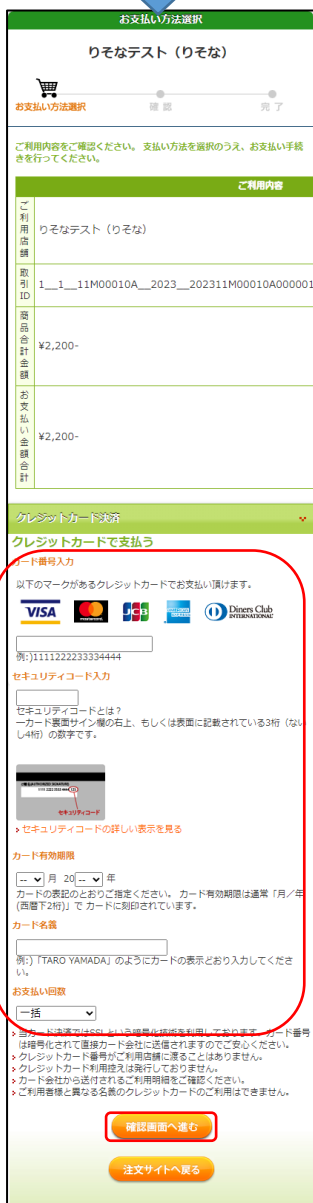 お支払い方法選択
りそなテスト（りそな）
お支払い方法選択
確 認
完 了
ご利用内容をご確認ください。 支払い方法を選択のうえ、お支払い手続
きを行ってください。
ご利用内容
ご利用店舗
りそなテスト（りそな）
取引ID
1__1__11M00010A__2023__202311M00010A000001
商品合計金額
¥2,200-
お支払い金額合計
¥2,200-
クレジットカード決済
クレジットカードで支払う
カード番号入力
以下のマークがあるクレジットカードでお支払い頂けます。
VISA mastercard JCB Diners Club INTERNATIONAL
例:)1111222233334444
セキュリティコード入力
セキュリティコードとは？
―カード裏面サイン欄の右上、もしくは表面に記載されている3桁（ない
し4桁）の数字です。
セキュリティコード
セキュリティコードの詳しい表示を見る
カード有効期限
-- 月 20 -- 年
カードの表記のとおりご指定ください。 カード有効期限は通常「月／年
(西暦下2桁)」で カードに刻印されています。
カード名義
例:)「TARO YAMADA」のようにカードの表示どおり入力してくださ
い。
お支払い回数
一括
当カード決済ではSSLという暗号化技術を利用しております。カード番号
は暗号化されて直接カード会社に送信されますのでご安心ください。
クレジットカード番号がご利用店舗に渡ることはありません。
クレジットカード利用控えは発行しておりません。
カード会社から送付されるご利用明細をご確認ください。
ご利用者様と異なる名義のクレジットカードのご利用はできません。
確認画面へ進む
注文サイトへ戻る